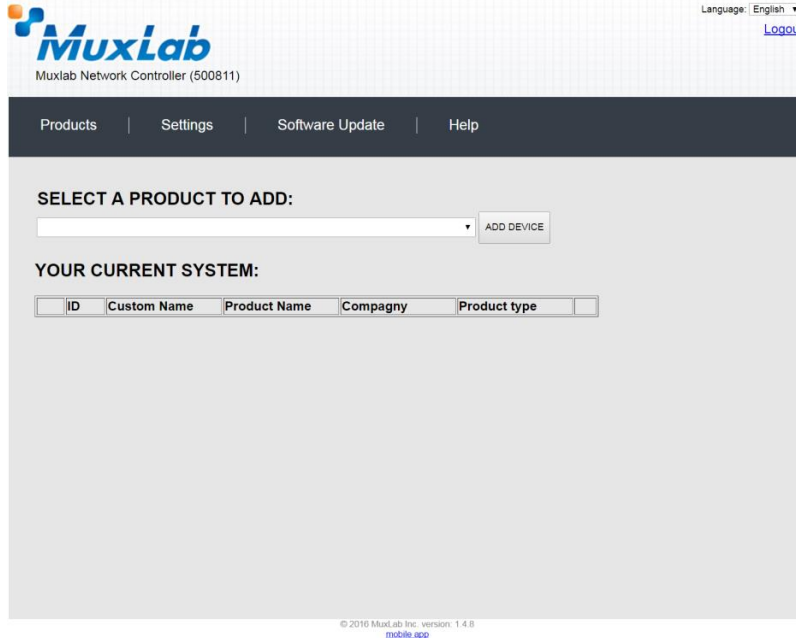 Language: English
Logou
MuxLab
Muxlab Network Controller (500811)
Products | Settings | Software Update | Help
SELECT A PRODUCT TO ADD:
ADD DEVICE
YOUR CURRENT SYSTEM:
ID Custom Name Product Name Compagny Product type
© 2016 MuxLab Inc. version: 1.4.8
mobile app